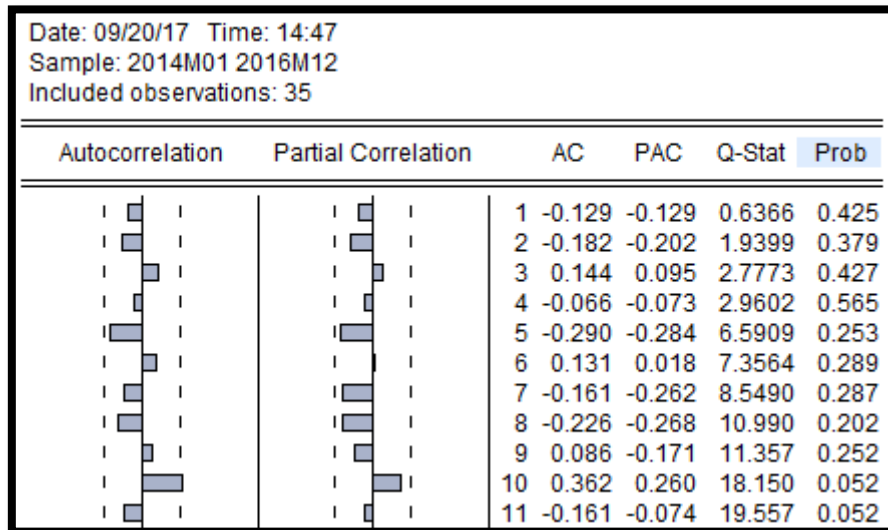 Date: 09/20/17 Time: 14:47
Sample: 2014M01 2016M12
Included observations: 35
Autocorrelation Partial Correlation AC PAC Q-Stat Prob
1 -0.129 -0.129 0.6366 0.425
2 -0.182 -0.202 1.9399 0.379
3 0.144 0.095 2.7773 0.427
4 -0.066 -0.073 2.9602 0.565
5 -0.290 -0.284 6.5909 0.253
6 0.131 0.018 7.3564 0.289
7 -0.161 -0.262 8.5490 0.287
8 -0.226 -0.268 10.990 0.202
9 0.086 -0.171 11.357 0.252
10 0.362 0.260 18.150 0.052
11 -0.161 -0.074 19.557 0.052